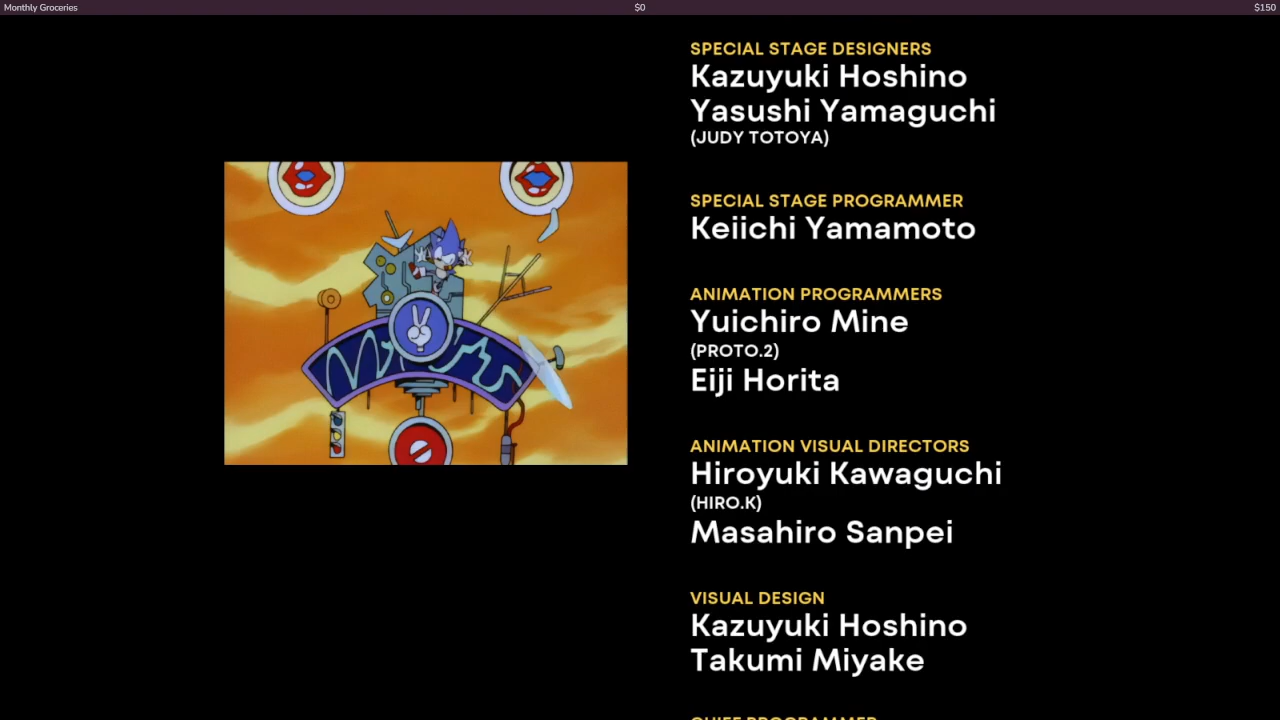 Monthly Groceries $0 $150
SPECIAL STAGE DESIGNERS
Kazuyuki Hoshino
Yasushi Yamaguchi
(JUDY TOTOYA)
SPECIAL STAGE PROGRAMMER
Keiichi Yamamoto
ANIMATION PROGRAMMERS
Yuichiro Mine
(PROTO.2)
Eiji Horita
ANIMATION VISUAL DIRECTORS
Hiroyuki Kawaguchi
(HIRO.K)
Masahiro Sanpei
VISUAL DESIGN
Kazuyuki Hoshino
Takumi Miyake